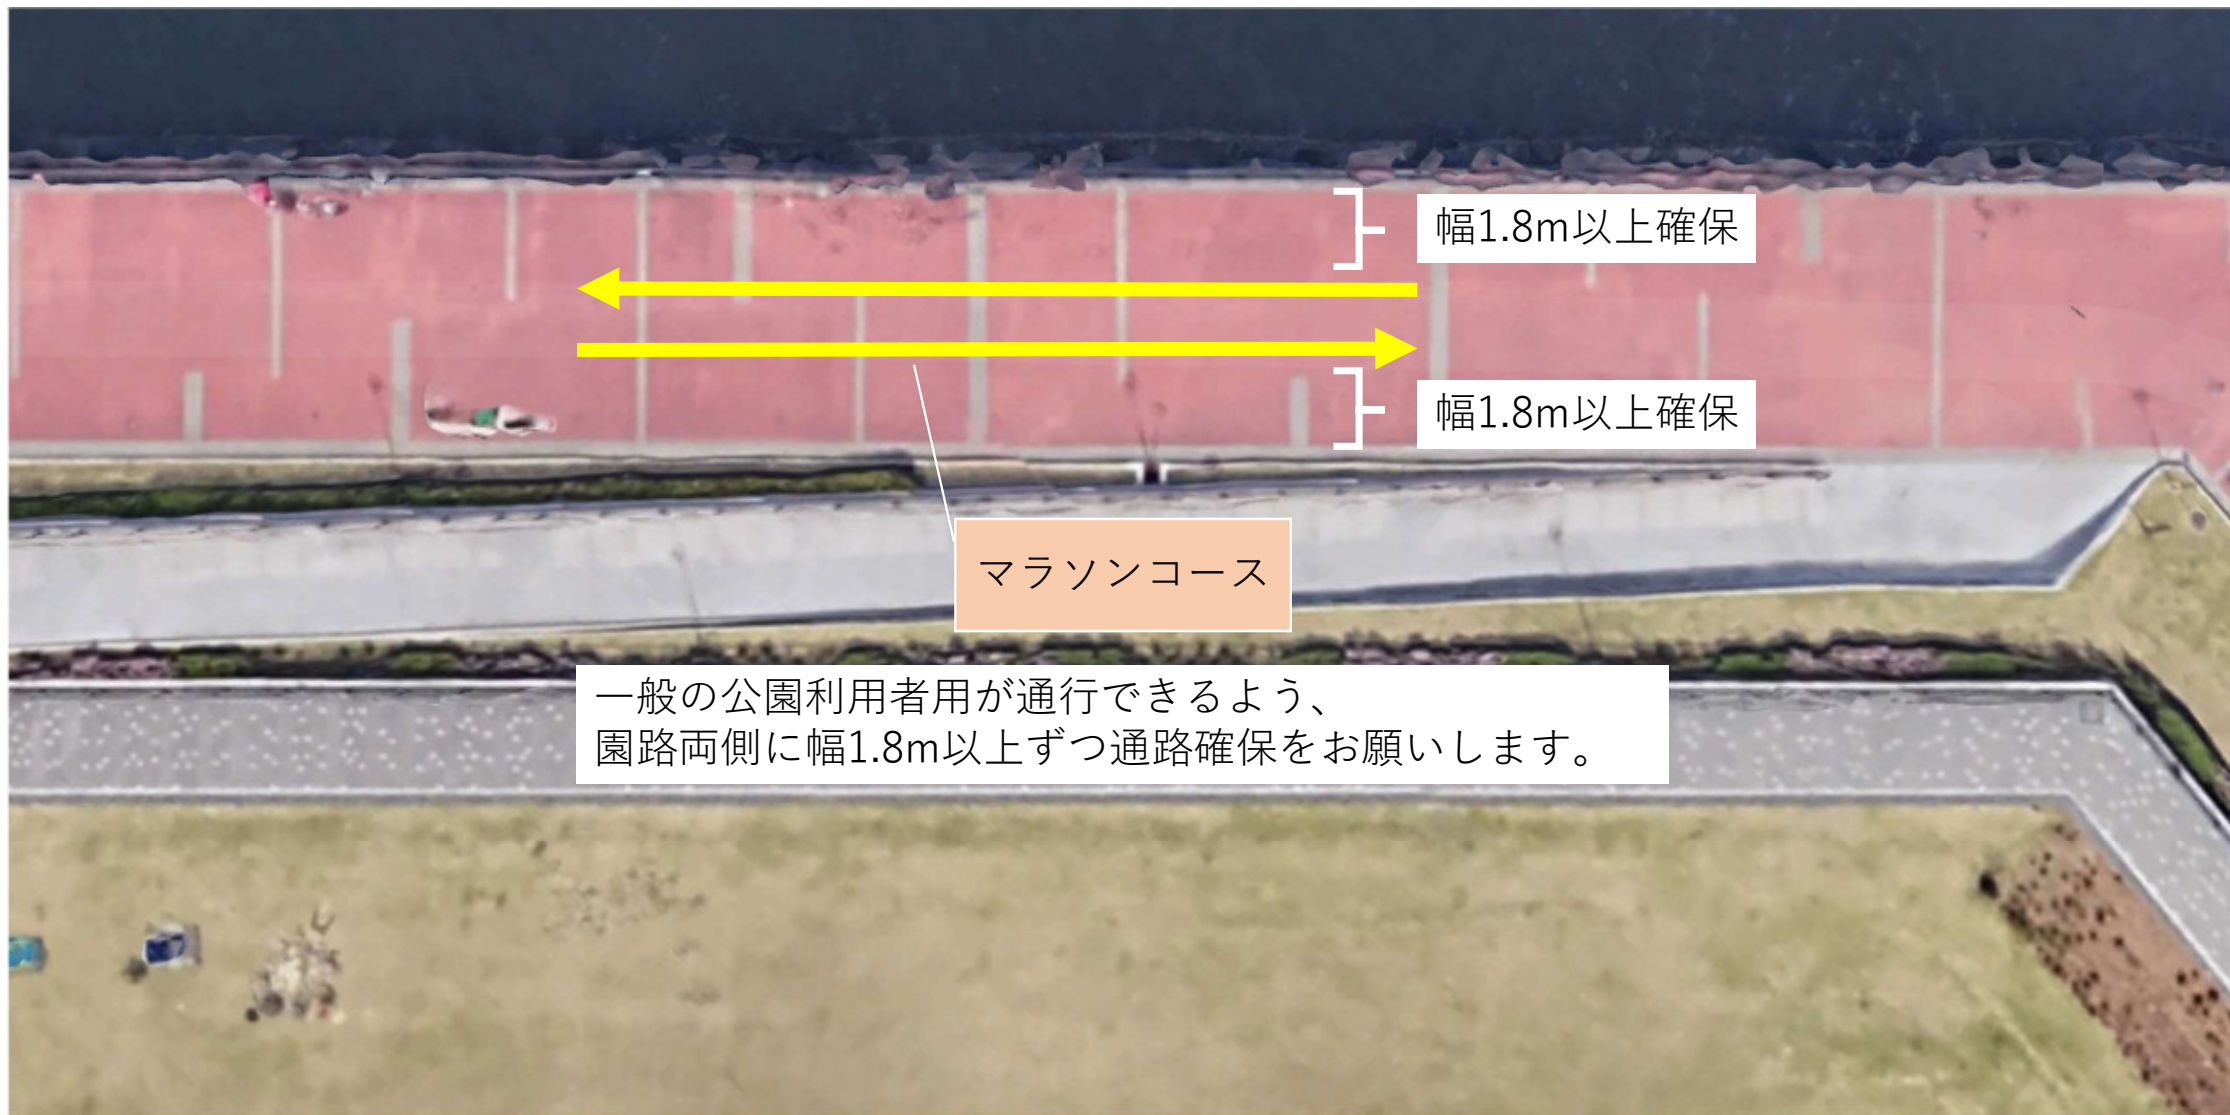 幅1.8m以上確保
幅1.8m以上確保
マラソンコース
一般の公園利用者用が通行できるよう、
園路両側に幅1.8m以上ずつ通路確保をお願いします。